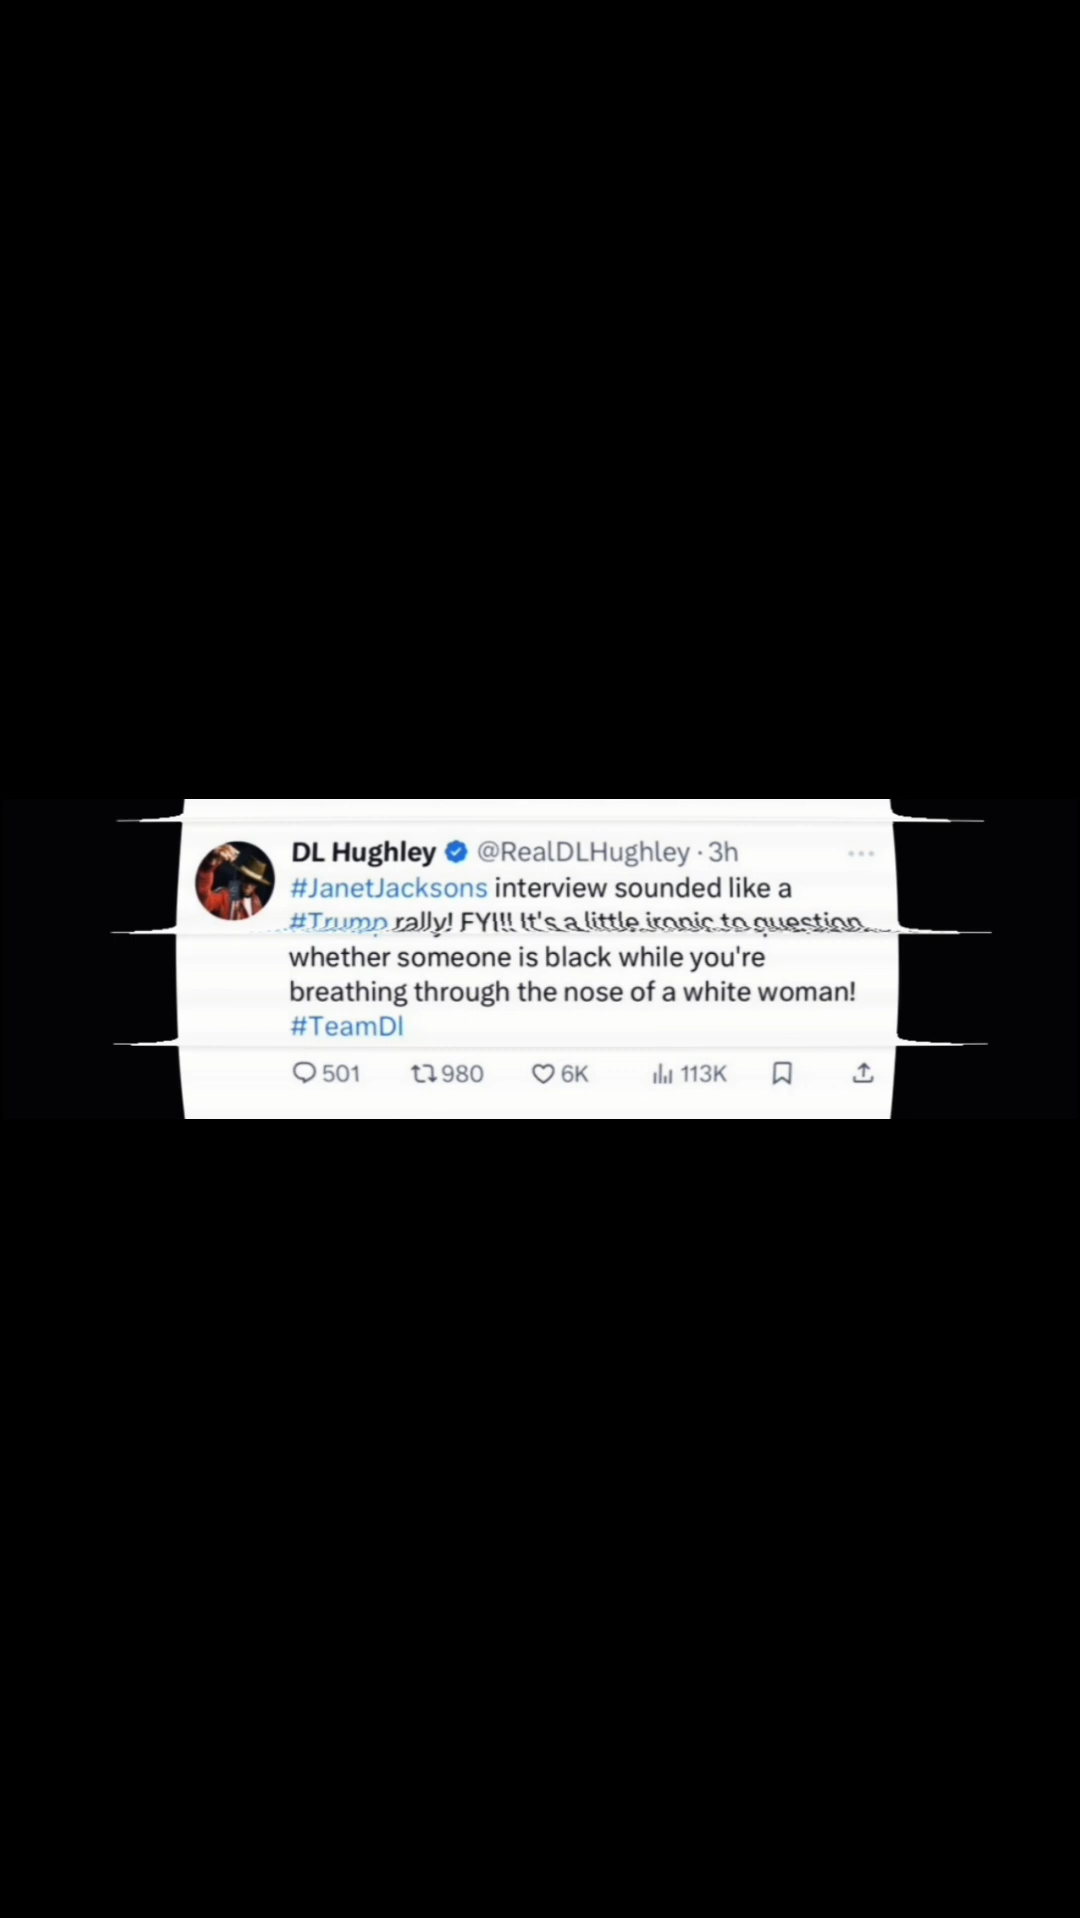 DL Hughley @RealDLHughley · 3h
#JanetJacksons interview sounded like a
#Trump rally! FYI!! It's a little ironic to question
whether someone is black while you're
breathing through the nose of a white woman!
#TeamDl
501 980 6K 113K